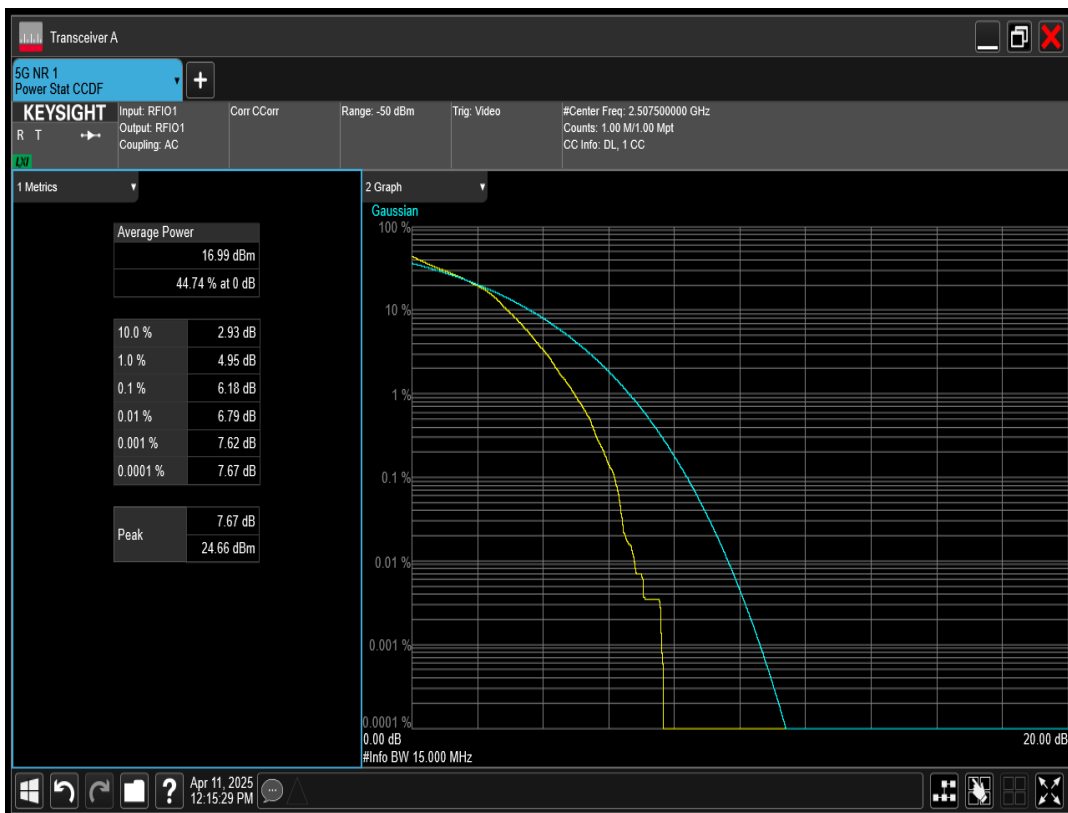 Transceiver A
5G NR 1
Power Stat CCDF
+
KEYSIGHT
R T
LXI
Input: RFIO1
Output: RFIO1
Coupling: AC
Corr CCorr
Range: -50 dBm
Trig: Video
#Center Freq: 2.507500000 GHz
Counts: 1.00 M/1.00 Mpt
CC Info: DL, 1 CC
1 Metrics
Average Power
16.99 dBm
44.74 % at 0 dB
10.0 % 2.93 dB
1.0 % 4.95 dB
0.1 % 6.18 dB
0.01 % 6.79 dB
0.001 % 7.62 dB
0.0001 % 7.67 dB
Peak 7.67 dB
24.66 dBm
2 Graph
Gaussian
100 %
10 %
1 %
0.1 %
0.01 %
0.001 %
0.0001 %
0.00 dB 20.00 dB
#Info BW 15.000 MHz
?
Apr 11, 2025
12:15:29 PM